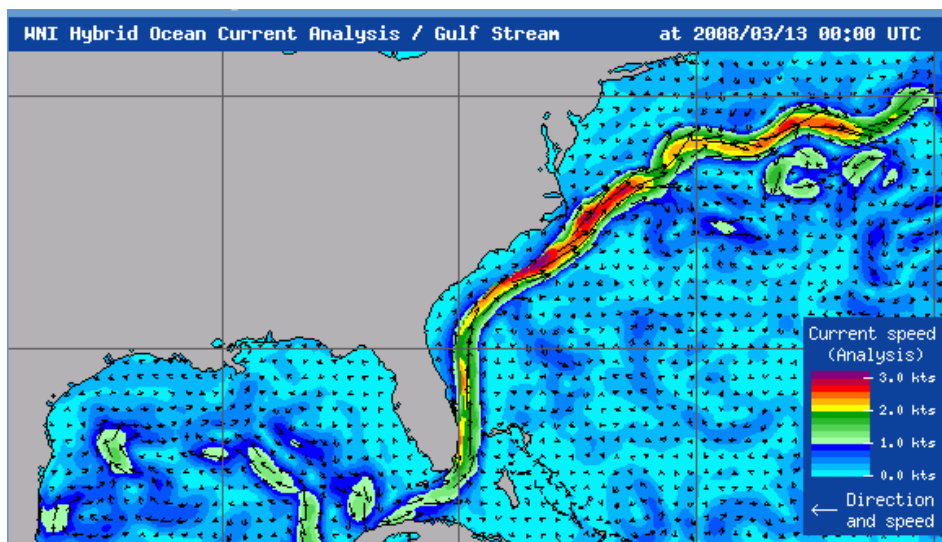 WNI Hybrid Ocean Current Analysis / Gulf Stream at 2008/03/13 00:00 UTC
Current speed
(Analysis)
3.0 kts
2.0 kts
1.0 kts
0.0 kts
Direction
and speed